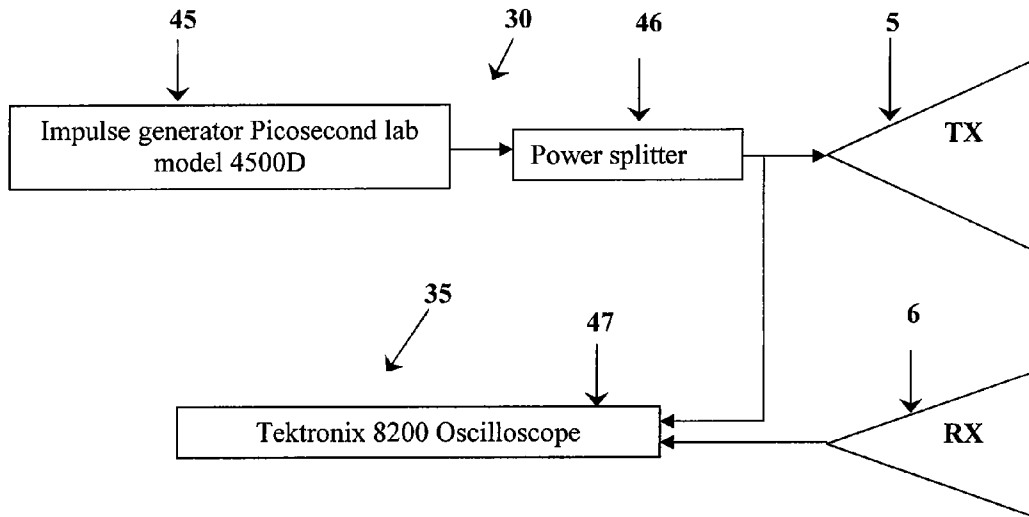 45
30
46
5
Impulse generator Picosecond lab
model 4500D
Power splitter
TX
35
47
6
Tektronix 8200 Oscilloscope
RX